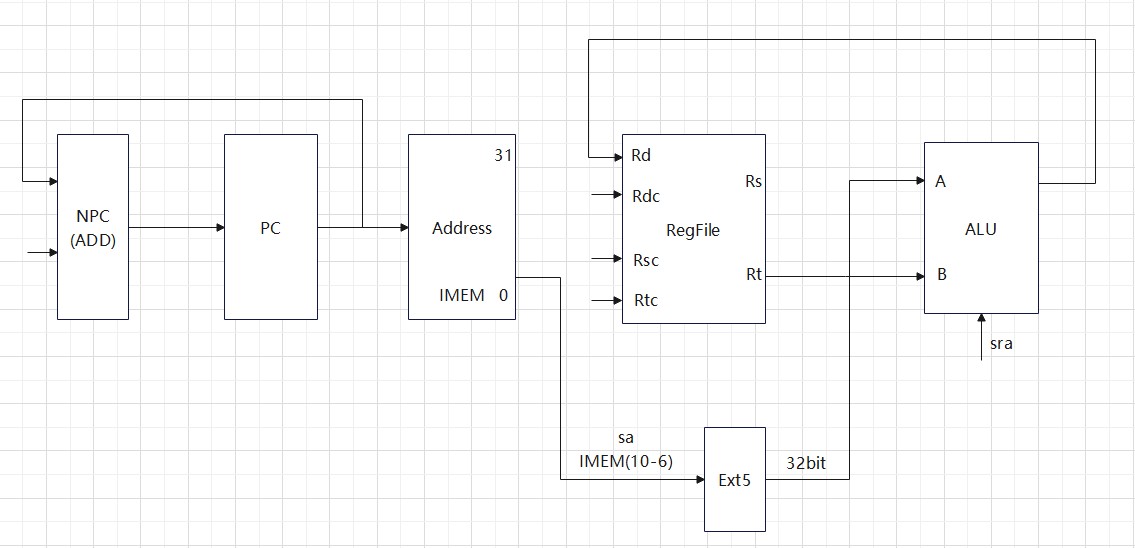 NPC
(ADD)
PC
31
Address
IMEM 0
Rd
Rdc
Rsc
Rtc
RegFile
Rs
Rt
A
ALU
B
sra
sa
IMEM(10-6)
Ext5
32bit